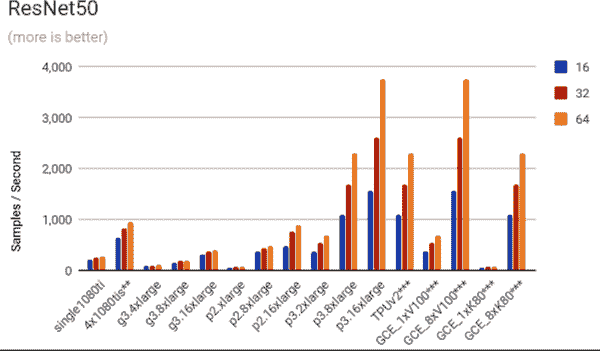 ResNet50
(more is better)
4,000
3,000
2,000
1,000
0
Samples / Second
16
32
64
single1080ti
4x1080tis**
g3.4xlarge
g3.8xlarge
g3.16xlarge
p2.xlarge
p2.8xlarge
p2.16xlarge
p3.2xlarge
p3.8xlarge
p3.16xlarge
TPUv2***
GCE_1xV100***
GCE_8xV100***
GCE_1xK80***
GCE_8xK80***